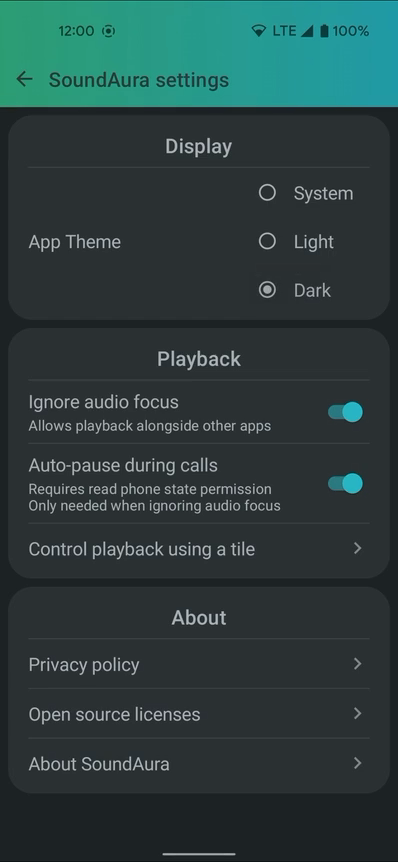 12:00 LTE 100%
SoundAura settings
Display
System
App Theme
Light
Dark
Playback
Ignore audio focus
Allows playback alongside other apps
Auto-pause during calls
Requires read phone state permission
Only needed when ignoring audio focus
Control playback using a tile
About
Privacy policy
Open source licenses
About SoundAura